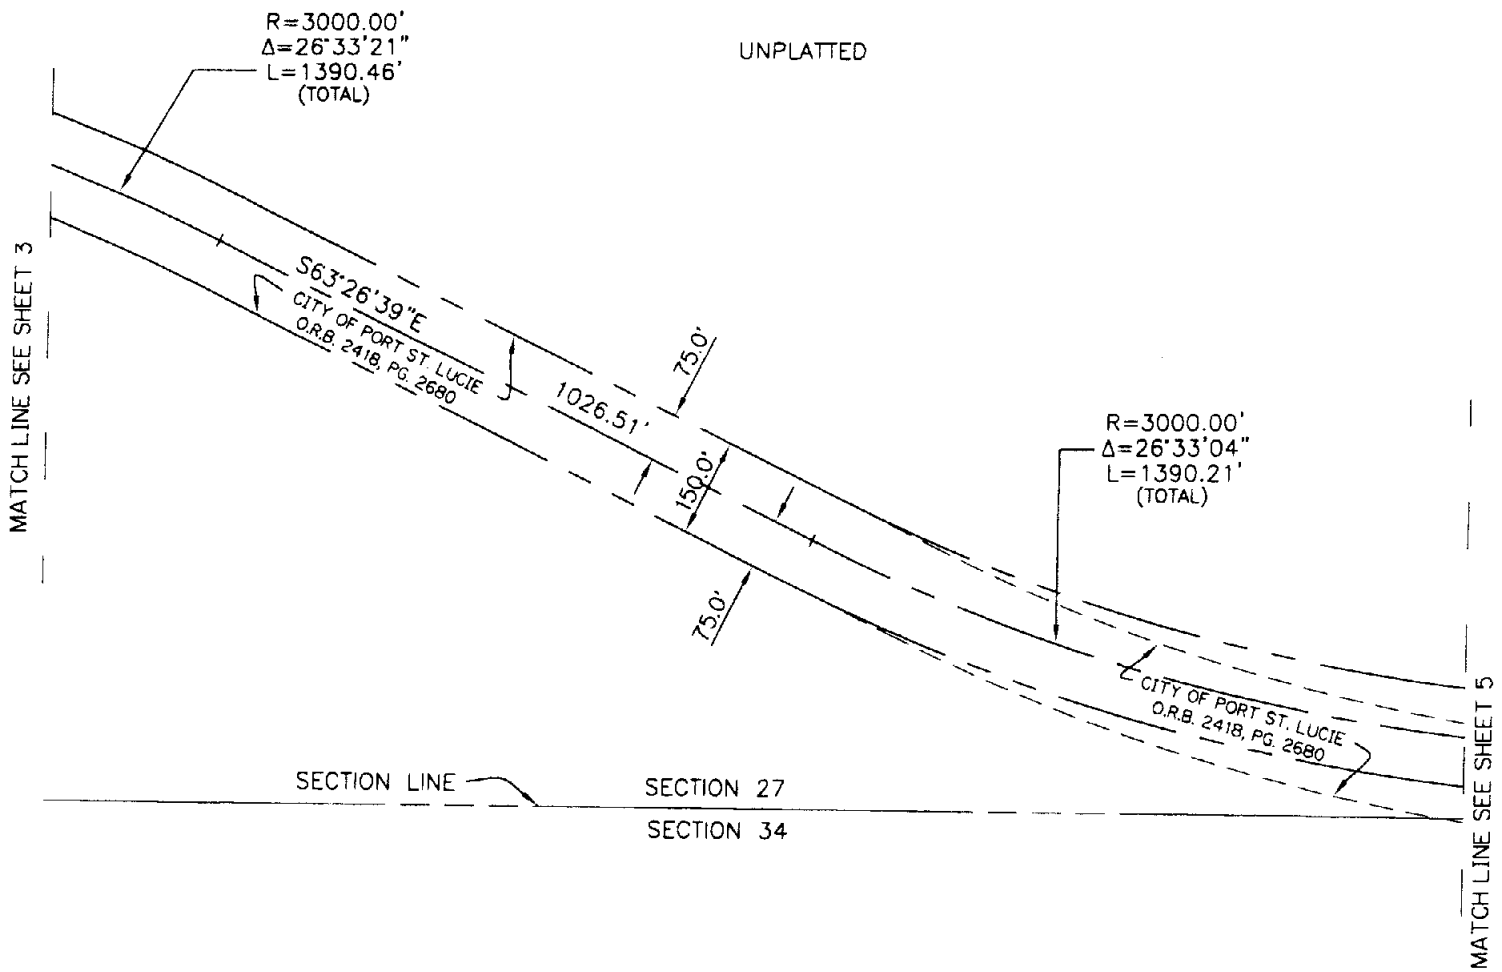 R=3000.00'
Δ=26°33'21"
L=1390.46'
(TOTAL)
UNPLATTED
MATCH LINE SEE SHEET 3
S63°26'39"E
CITY OF PORT ST. LUCIE
O.R.B. 2418, PG. 2680
1026.51'
75.0'
150.0'
75.0'
R=3000.00'
Δ=26°33'04"
L=1390.21'
(TOTAL)
CITY OF PORT ST. LUCIE
O.R.B. 2418, PG. 2680
SECTION LINE
SECTION 27
SECTION 34
MATCH LINE SEE SHEET 5